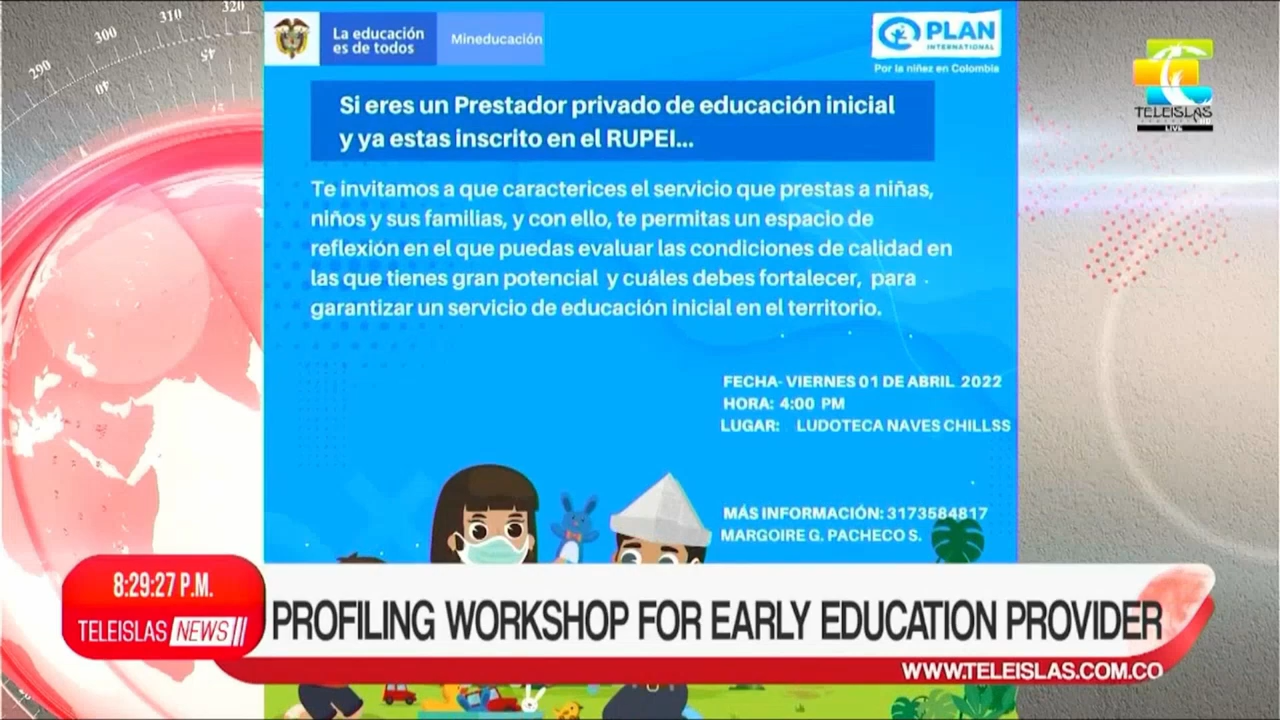 300
310
320
290
La educación
es de todos
Mineducación
PLAN
INTERNATIONAL
Por la niñez en Colombia
TELEISLAS
LIVE
Si eres un Prestador privado de educación inicial
y ya estas inscrito en el RUPEI...
Te invitamos a que caracterices el servicio que prestas a niñas,
niños y sus familias, y con ello, te permitas un espacio de
reflexión en el que puedas evaluar las condiciones de calidad en
las que tienes gran potencial y cuáles debes fortalecer, para
garantizar un servicio de educación inicial en el territorio.
FECHA- VIERNES 01 DE ABRIL 2022
HORA: 4:00 PM
LUGAR: LUDOTECA NAVES CHILLSS
MÁS INFORMACIÓN: 3173584817
MARGOIRE G. PACHECO S.
8:29:27 P.M.
TELEISLAS NEWS
PROFILING WORKSHOP FOR EARLY EDUCATION PROVIDER
WWW.TELEISLAS.COM.CO